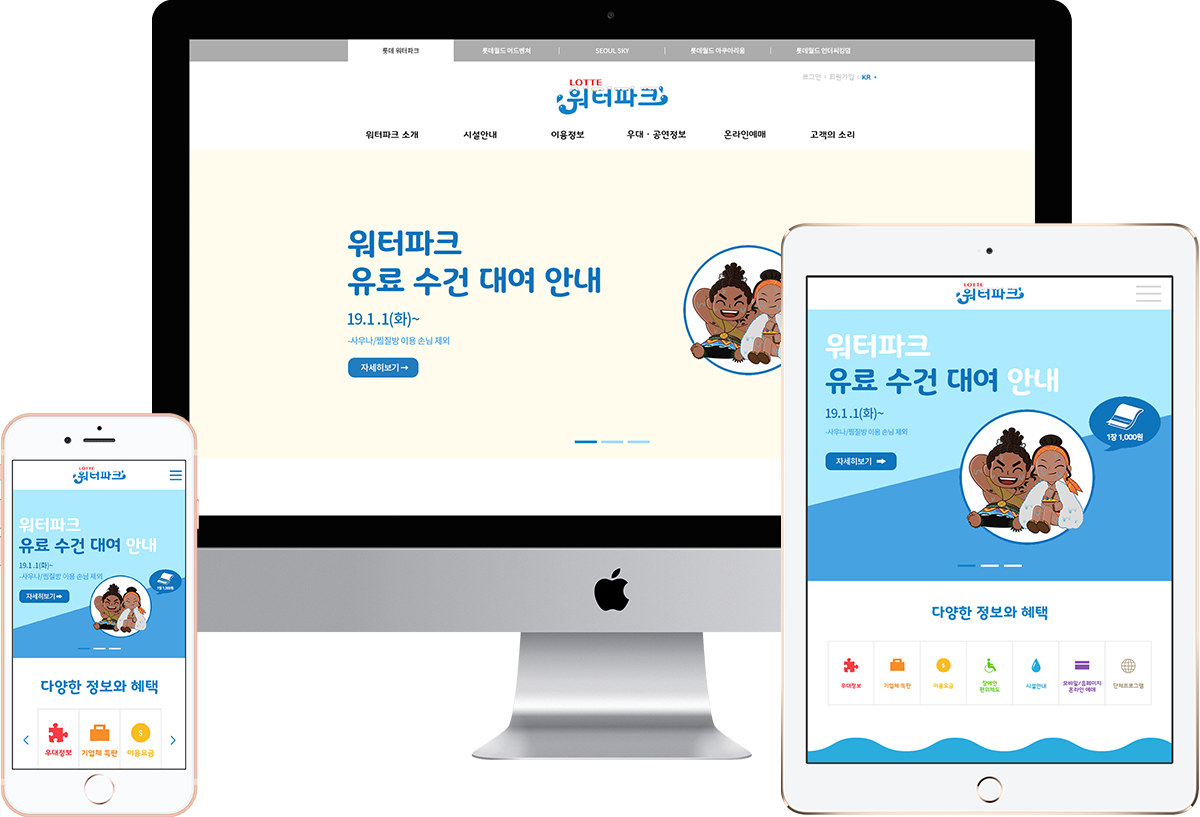 롯데 워터파크
롯데월드 어드벤처
SEOUL SKY
롯데월드 아쿠아리움
롯데월드 언더씨킹덤
로그인
회원가입
KR
LOTTE
워터파크
워터파크 소개
시설안내
이용정보
우대 · 공연정보
온라인예매
고객의 소리
워터파크
유료 수건 대여 안내
19.1.1(화)~
-사우나/찜질방 이용 손님 제외
자세히보기→
LOTTE
워터파크
워터파크
유료 수건 대여 안내
19.1.1(화)~
-사우나/찜질방 이용 손님 제외
자세히보기
1장 1,000원
다양한 정보와 혜택
우대정보
기업체 특판
이용요금
장애인
편의제도
시설안내
모바일/홈페이지
온라인 예매
단체프로그램
LOTTE
워터파크
워터파크
유료 수건 대여 안내
19.1.1(화)~
-사우나/찜질방 이용 손님 제외
자세히보기
1장 1,000원
다양한 정보와 혜택
우대정보
기업체 특판
이용요금